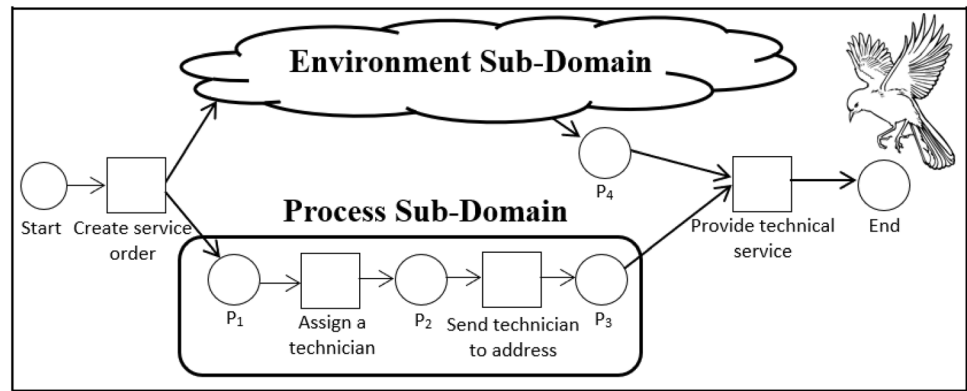 Environment Sub-Domain
P4
Start
Create service
order
Process Sub-Domain
Provide technical
service
End
P1
Assign a
technician
P2
Send technician
to address
P3